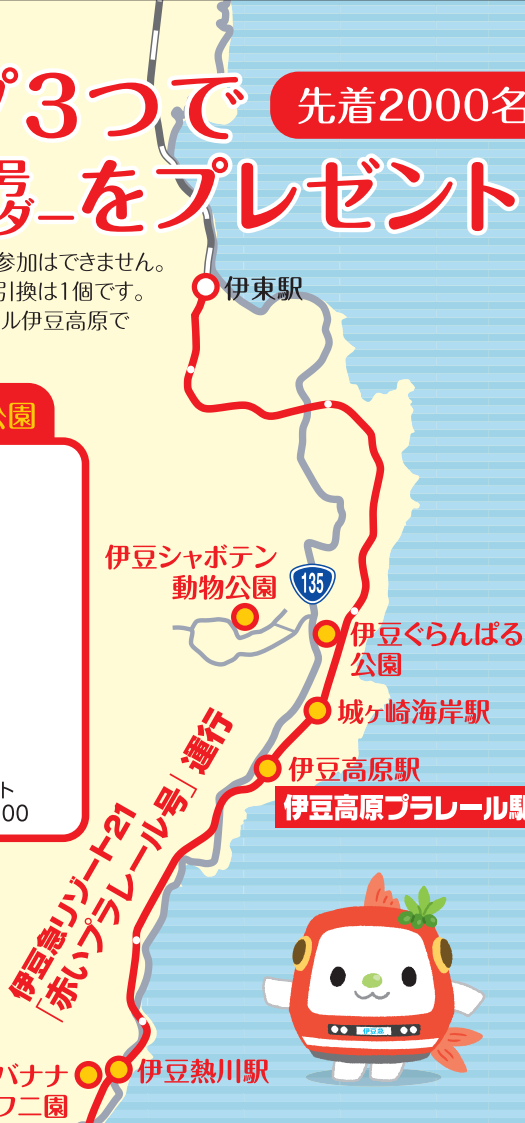 プ3つで
先着2000名
号
ダーをプレゼント
参加はできません。
引換は1個です。
ル伊豆高原で
伊東駅
公園
伊豆シャボテン
動物公園
135
伊豆ぐらんぱる
公園
城ヶ崎海岸駅
伊豆高原駅
伊豆高原プラレール駅
伊豆急リゾート21
「赤いプラレール号」運行
ト
00
伊豆急
伊豆熱川駅
バナナ
ワニ園